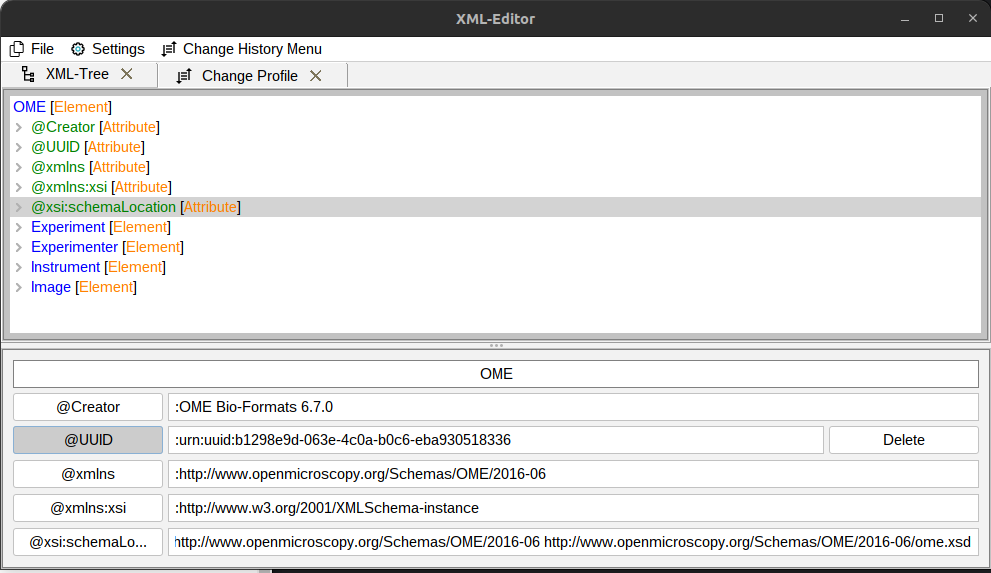 XML-Editor
File Settings Change History Menu
XML-Tree Change Profile
OME [Element]
@Creator [Attribute]
@UUID [Attribute]
@xmlns [Attribute]
@xmlns:xsi [Attribute]
@xsi:schemaLocation [Attribute]
Experiment [Element]
Experimenter [Element]
Instrument [Element]
Image [Element]
OME
@Creator :OME Bio-Formats 6.7.0
@UUID :urn:uuid:b1298e9d-063e-4c0a-b0c6-eba930518336 Delete
@xmlns :http://www.openmicroscopy.org/Schemas/OME/2016-06
@xmlns:xsi :http://www.w3.org/2001/XMLSchema-instance
@xsi:schemaLo... http://www.openmicroscopy.org/Schemas/OME/2016-06 http://www.openmicroscopy.org/Schemas/OME/2016-06/ome.xsd